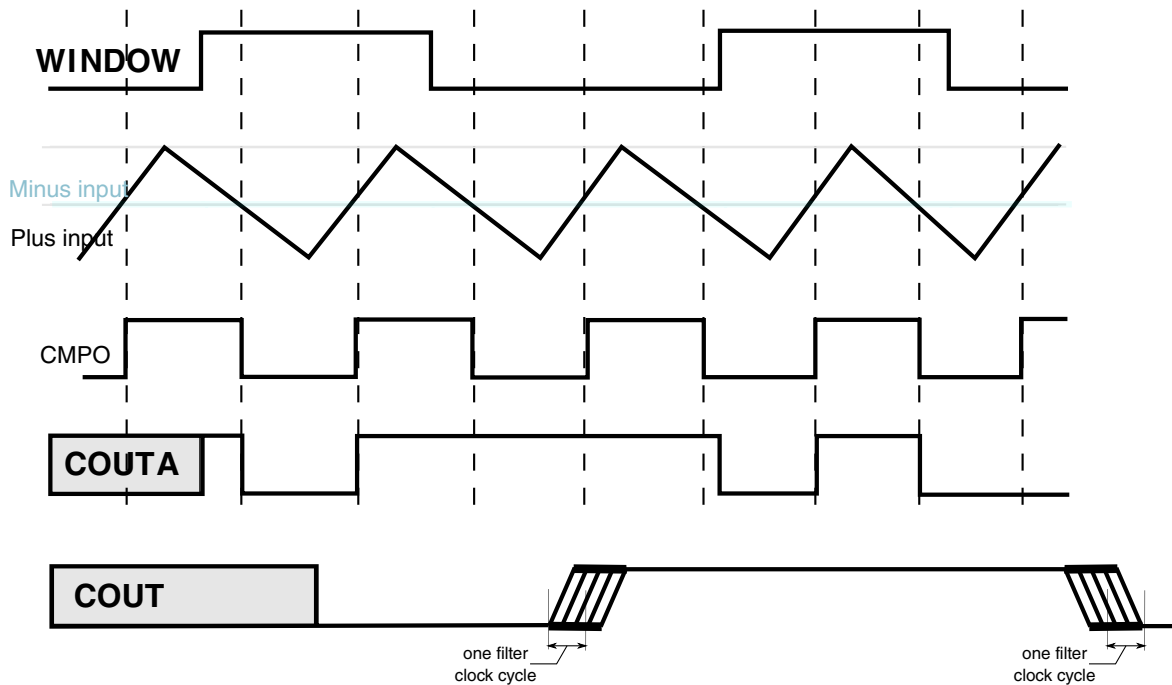 WINDOW
Minus input
Plus input
CMPO
COUTA
COUT
one filter
clock cycle
one filter
clock cycle